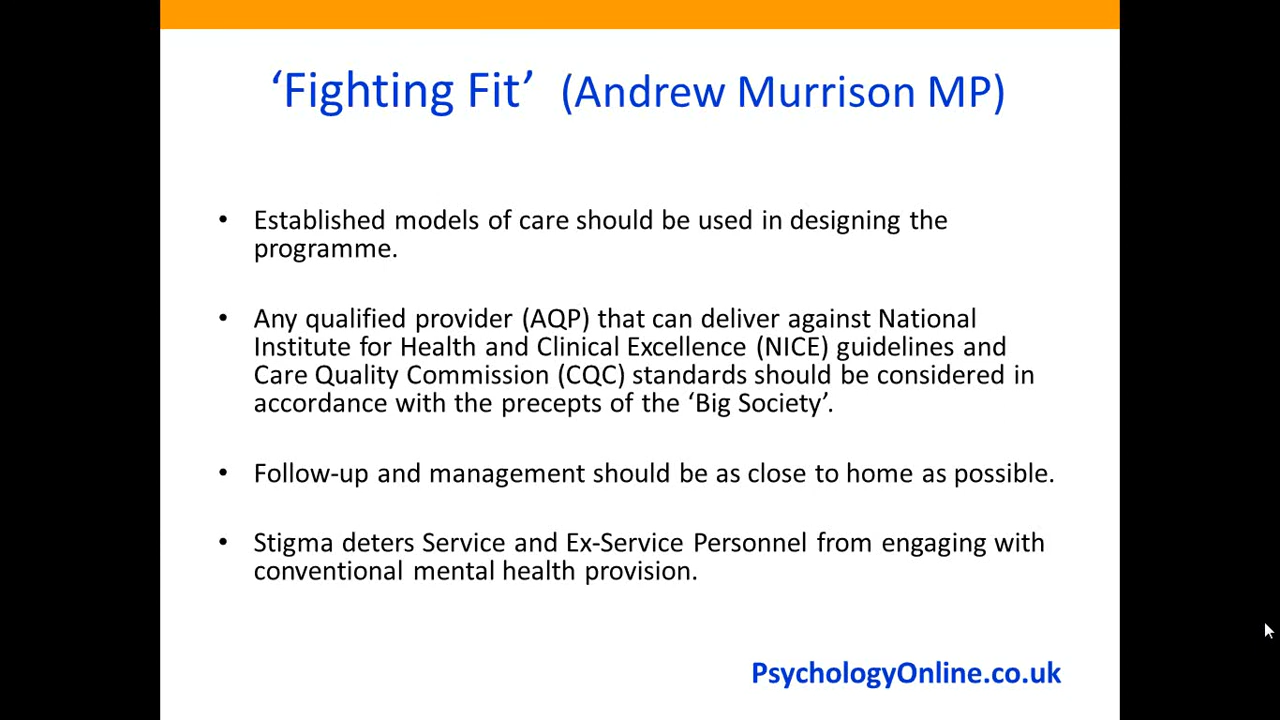 ‘Fighting Fit’ (Andrew Murrison MP)
• Established models of care should be used in designing the
programme.
• Any qualified provider (AQP) that can deliver against National
Institute for Health and Clinical Excellence (NICE) guidelines and
Care Quality Commission (CQC) standards should be considered in
accordance with the precepts of the ‘Big Society’.
• Follow-up and management should be as close to home as possible.
• Stigma deters Service and Ex-Service Personnel from engaging with
conventional mental health provision.
PsychologyOnline.co.uk